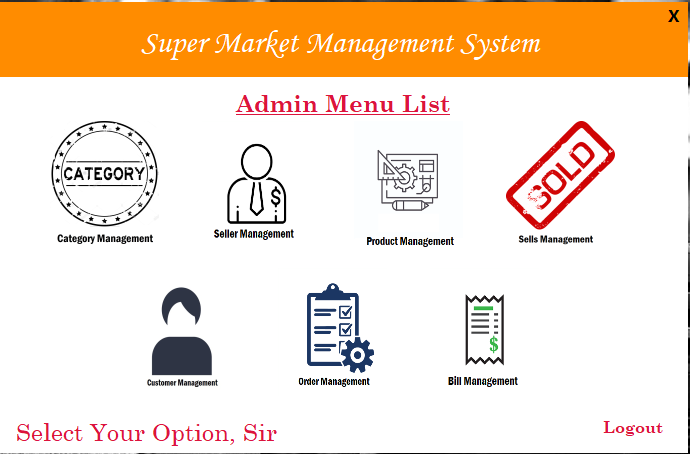 X
Super Market Management System
Admin Menu List
CATEGORY
$
SOLD
Category Management
Seller Management
Product Management
Sells Management
$
Customer Management
Order Management
Bill Management
Select Your Option, Sir
Logout